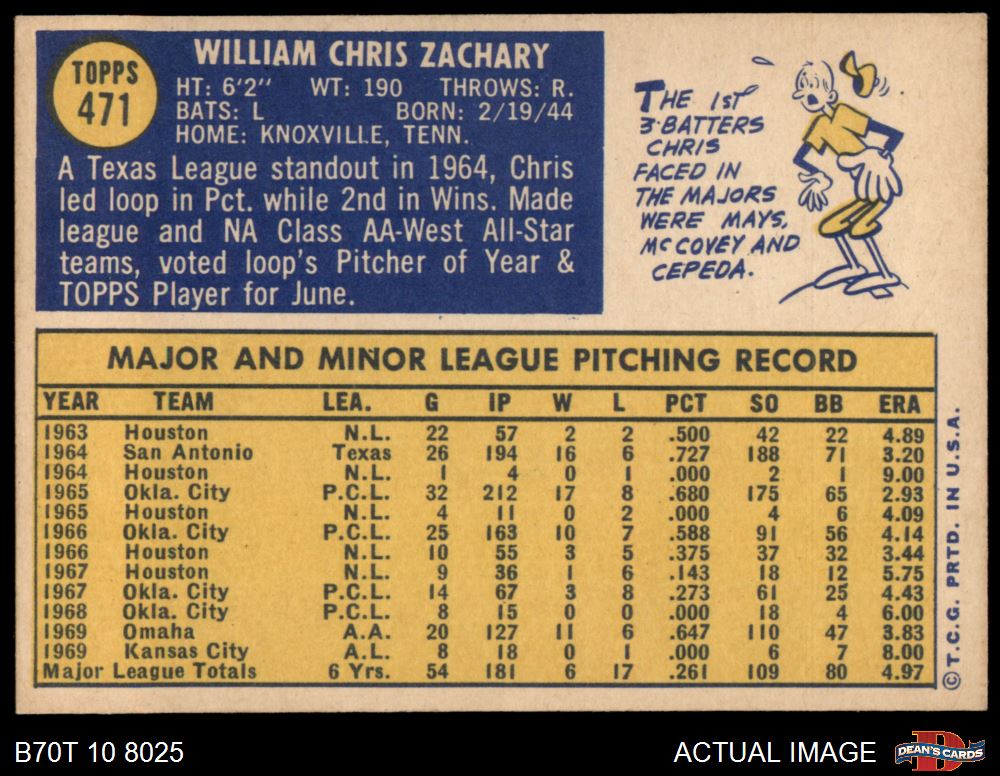 TOPPS
471
WILLIAM CHRIS ZACHARY
HT: 6'2" WT: 190 THROWS: R.
BATS: L BORN: 2/19/44
HOME: KNOXVILLE, TENN.
A Texas League standout in 1964, Chris
led loop in Pct. while 2nd in Wins. Made
league and NA Class AA-West All-Star
teams, voted loop's Pitcher of Year &
TOPPS Player for June.
THE 1ST
3 BATTERS
CHRIS
FACED IN
THE MAJORS
WERE MAYS,
MCCOVEY AND
CEPEDA.
MAJOR AND MINOR LEAGUE PITCHING RECORD
YEAR TEAM LEA. G IP W L PCT SO BB ERA
1963 Houston N.L. 22 57 2 2 .500 42 22 4.89
1964 San Antonio Texas 26 194 16 6 .727 188 71 3.20
1964 Houston N.L. 1 4 0 1 .000 2 1 9.00
1965 Okla. City P.C.L. 32 212 17 8 .680 175 65 2.93
1965 Houston N.L. 4 11 0 2 .000 4 6 4.09
1966 Okla. City P.C.L. 25 163 10 7 .588 91 56 4.14
1966 Houston N.L. 10 55 3 5 .375 37 32 3.44
1967 Houston N.L. 9 36 1 6 .143 18 12 5.75
1967 Okla. City P.C.L. 14 67 3 8 .273 61 25 4.43
1968 Okla. City P.C.L. 8 15 0 0 .000 18 4 6.00
1969 Omaha A.A. 20 127 11 6 .647 110 47 3.83
1969 Kansas City A.L. 8 18 0 1 .000 6 7 8.00
Major League Totals 6 Yrs. 54 181 6 17 .261 109 80 4.97
©T.C.G. PRTD. IN U.S.A.
B70T 10 8025
ACTUAL IMAGE
DEAN'S CARDS